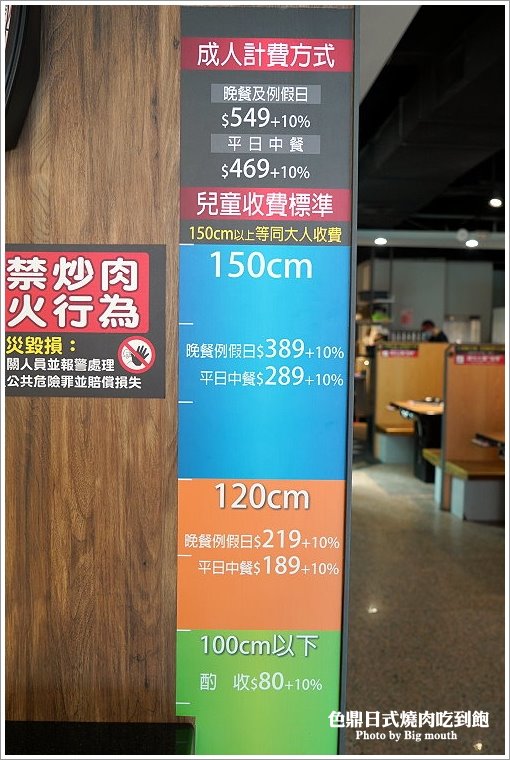 成人計費方式
晚餐及例假日
$549+10%
平日中餐
$469+10%
兒童收費標準
150cm以上等同大人收費
150cm
晚餐例假日$389+10%
平日中餐$289+10%
120cm
晚餐例假日$219+10%
平日中餐$189+10%
100cm以下
酌 收$80+10%
禁炒肉
火行為
災毀損：
關人員並報警處理
公共危險罪並賠償損失
色鼎日式燒肉吃到飽
Photo by Big mouth